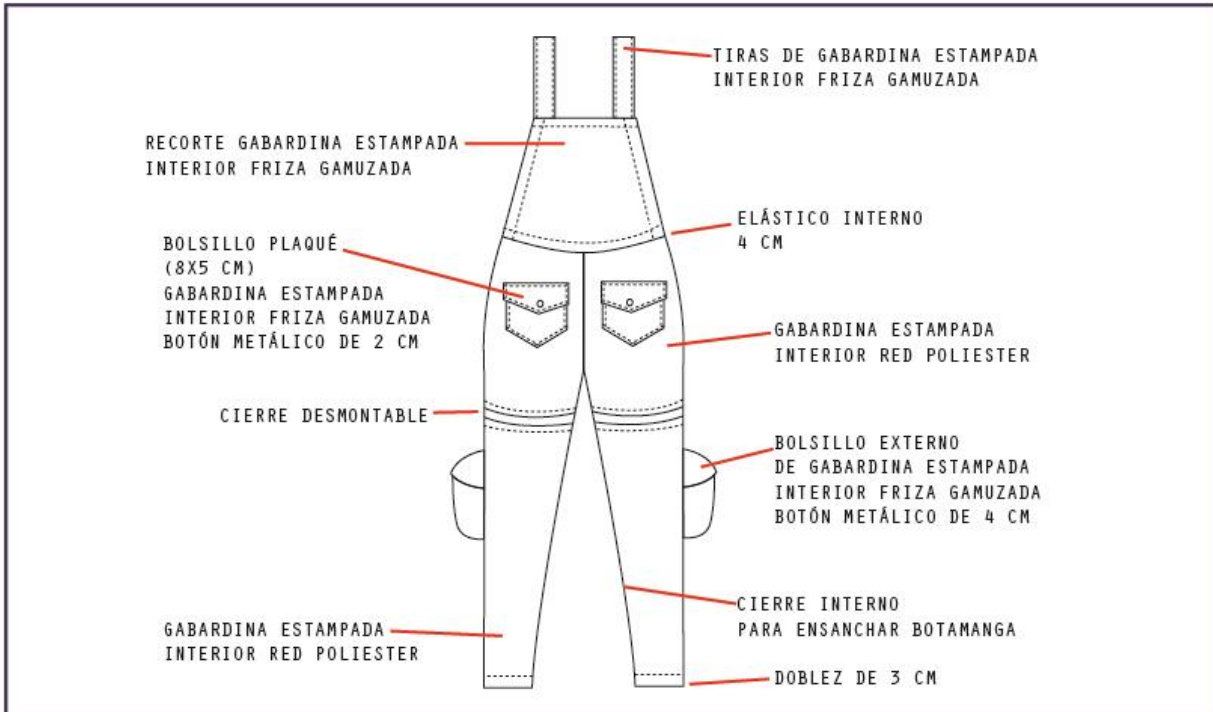 TIRAS DE GABARDINA ESTAMPADA
INTERIOR FRIZA GAMUZADA
RECORTE GABARDINA ESTAMPADA
INTERIOR FRIZA GAMUZADA
ELÁSTICO INTERNO
4 CM
BOLSILLO PLAQUÉ
(8X5 CM)
GABARDINA ESTAMPADA
INTERIOR FRIZA GAMUZADA
BOTÓN METÁLICO DE 2 CM
GABARDINA ESTAMPADA
INTERIOR RED POLIESTER
CIERRE DESMONTABLE
BOLSILLO EXTERNO
DE GABARDINA ESTAMPADA
INTERIOR FRIZA GAMUZADA
BOTÓN METÁLICO DE 4 CM
CIERRE INTERNO
PARA ENSANCHAR BOTAMANGA
GABARDINA ESTAMPADA
INTERIOR RED POLIESTER
DOBLEZ DE 3 CM